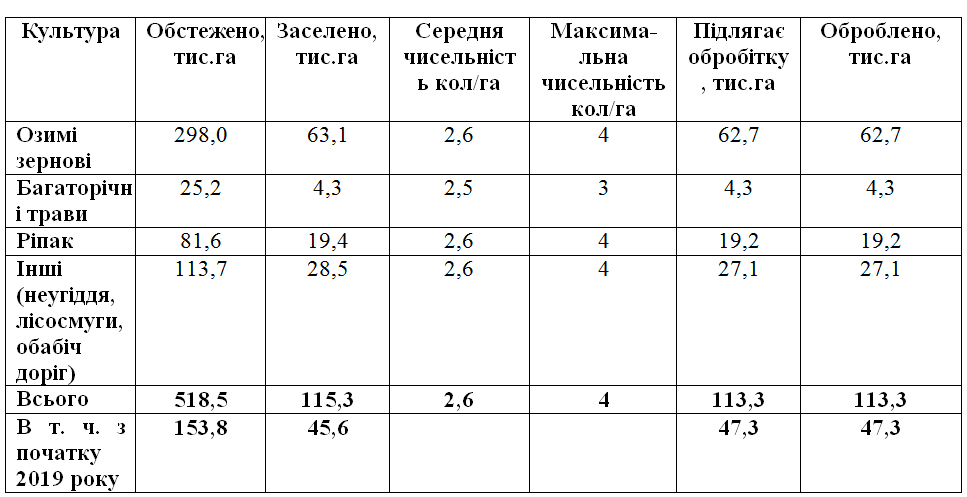 Культура Обстежено, Заселено, Середня Максима- Підлягає Оброблено,
тис.га тис.га чисельніст льна обробітку тис.га
ь кол/га чисельність , тис.га
кол/га
Озимі 298,0 63,1 2,6 4 62,7 62,7
зернові
Багаторічн 25,2 4,3 2,5 3 4,3 4,3
і трави
Ріпак 81,6 19,4 2,6 4 19,2 19,2
Інші 113,7 28,5 2,6 4 27,1 27,1
(неугіддя,
лісосмуги,
обабіч
доріг)
Всього 518,5 115,3 2,6 4 113,3 113,3
В т. ч. з 153,8 45,6 47,3 47,3
початку
2019 року